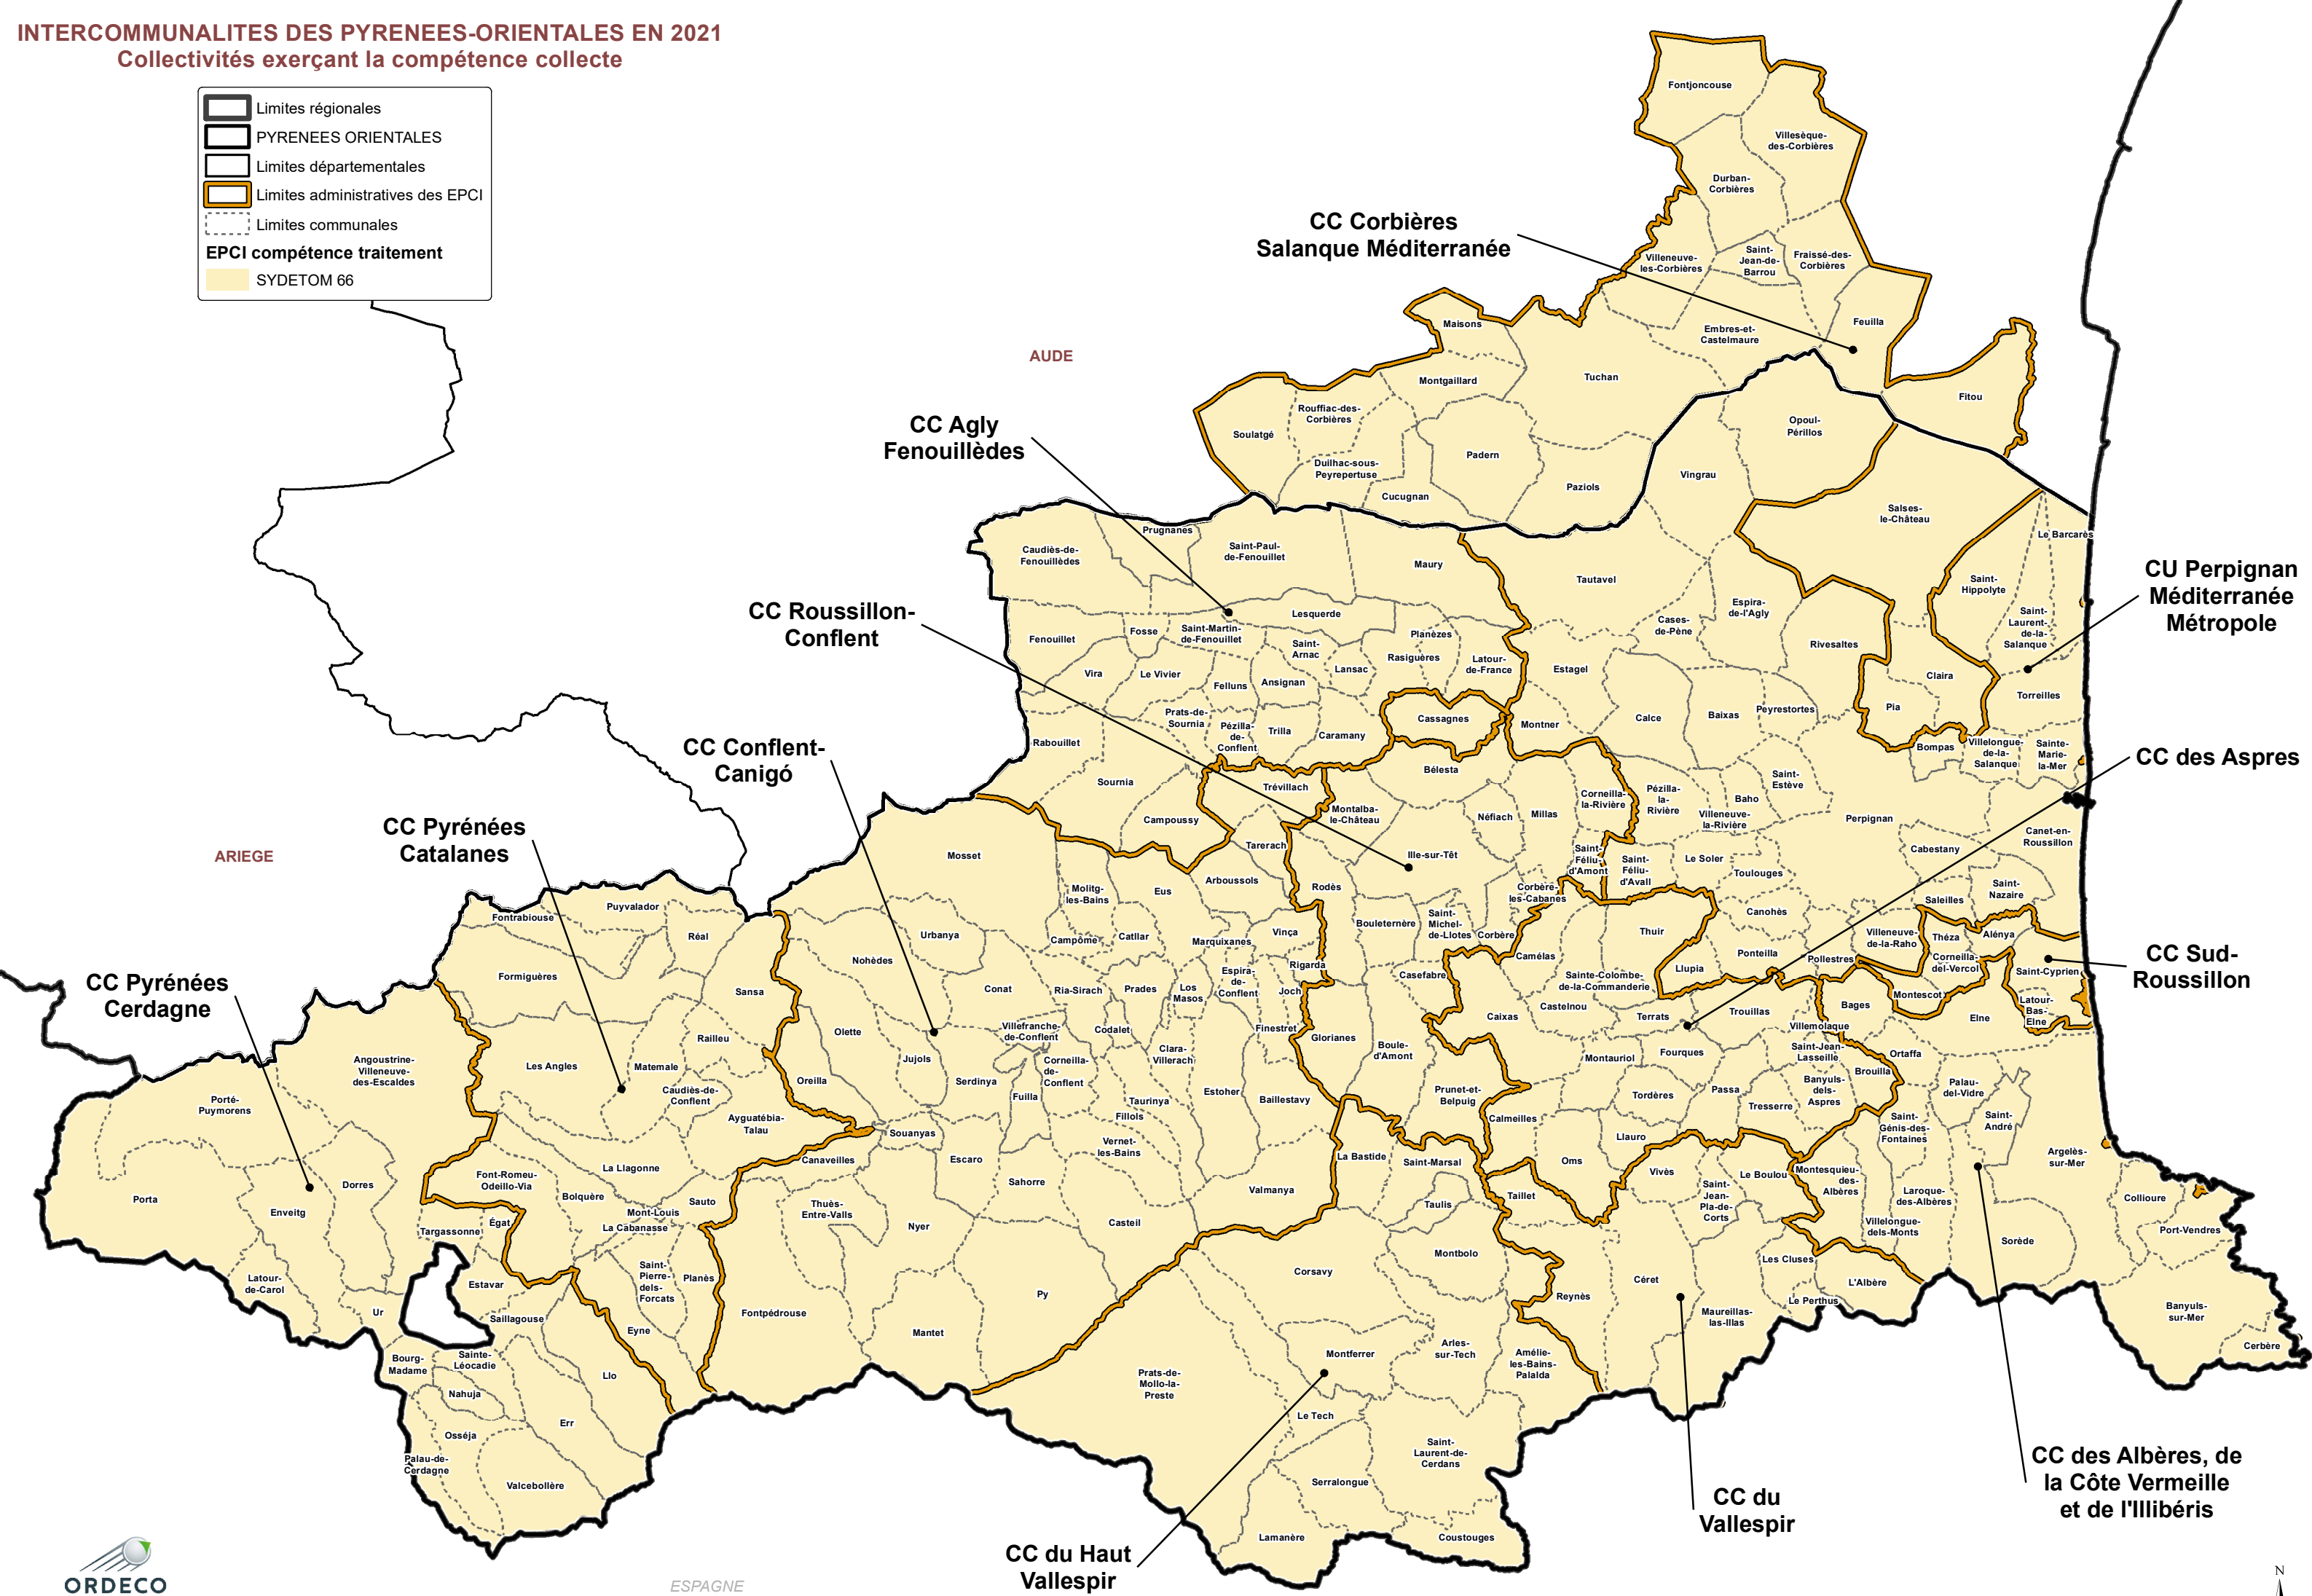 INTERCOMMUNALITES DES PYRENEES-ORIENTALES EN 2021
Collectivités exerçant la compétence collecte
Limites régionales
PYRENEES ORIENTALES
Limites départementales
Limites administratives des EPCI
Limites communales
EPCI compétence traitement
SYDETOM 66
AUDE
ARIEGE
ESPAGNE
CC Corbières
Salanque Méditerranée
CC Agly
Fenouillèdes
CC Roussillon-
Conflent
CC Conflent-
Canigó
CC Pyrénées
Catalanes
CC Pyrénées
Cerdagne
CU Perpignan
Méditerranée
Métropole
CC des Aspres
CC Sud-
Roussillon
CC des Albères, de
la Côte Vermeille
et de l'Illibéris
CC du
Vallespir
CC du Haut
Vallespir
Fontjoncouse
Villesèque-
des-Corbières
Durban-
Corbières
Villeneuve-
les-Corbières
Saint-
Jean-de-
Barrou
Fraissé-des-
Corbières
Feuilla
Embres-et-
Castelmaure
Maisons
Montgaillard
Tuchan
Rouffiac-des-
Corbières
Soulatgé
Duilhac-sous-
Peyrepertuse
Padern
Cucugnan
Paziols
Fitou
Opoul-
Périllos
Vingrau
Salses-
le-Château
Le Barcarès
Saint-
Hippolyte
Saint-
Laurent-
de-la-
Salanque
Claira
Torreilles
Pia
Bompas
Villelongue-
de-la-
Salanque
Sainte-
Marie-
la-Mer
Rivesaltes
Espira-
de-l'Agly
Cases-
de-Pène
Tautavel
Estagel
Montner
Calce
Baixas
Peyrestortes
Saint-
Estève
Baho
Pézilla-
la-
Rivière
Villeneuve-
la-Rivière
Perpignan
Canet-en-
Roussillon
Cabestany
Le Soler
Toulouges
Saint-
Féliu-
d'Avall
Canohès
Saint-
Nazaire
Saleilles
Villeneuve-
de-la-Raho
Ponteilla
Pollestres
Llupia
Théza
Alénya
Corneilla-
del-Vercol
Saint-Cyprien
Montescot
Latour-
Bas-
Elne
Elne
Bages
Prugnanes
Caudiès-de-
Fenouillèdes
Saint-Paul-
de-Fenouillet
Maury
Lesquerde
Fenouillet
Fosse
Saint-Martin-
de-Fenouillet
Saint-
Arnac
Planèzes
Rasiguères
Latour-
de-France
Lansac
Vira
Le Vivier
Felluns
Ansignan
Prats-de-
Sournia
Pézilla-
de-
Conflent
Trilla
Caramany
Cassagnes
Rabouillet
Sournia
Campoussy
Trévillach
Bélesta
Montalba-
le-Château
Néfiach
Millas
Corneilla-
la-Rivière
Tarerach
Ille-sur-Têt
Saint-
Féliu-
d'Amont
Corbère-
les-Cabanes
Rodès
Bouleternère
Saint-
Michel-
de-Llotes
Corbère
Casefabre
Glorianes
Boule-
d'Amont
Prunet-et-
Belpuig
Thuir
Camélas
Sainte-Colombe-
de-la-Commanderie
Castelnou
Caixas
Terrats
Trouillas
Villemolaque
Fourques
Montauriol
Saint-Jean-
Lasseille
Banyuls-
dels-
Aspres
Passa
Tordères
Tresserre
Brouilla
Calmeilles
Llauro
Oms
Ortaffa
Palau-
del-Vidre
Saint-
André
Saint-
Génis-des-
Fontaines
Argelès-
sur-Mer
Montesquieu-
des-
Albères
Laroque-
des-Albères
Villelongue-
dels-Monts
Sorède
Collioure
Port-Vendres
Banyuls-
sur-Mer
Cerbère
Vivès
Le Boulou
Saint-
Jean-
Pla-de-
Corts
Taillet
Céret
Reynès
Les Cluses
L'Albère
Le Perthus
Maureillas-
las-Illas
La Bastide
Saint-Marsal
Taulis
Montbolo
Corsavy
Montferrer
Arles-
sur-Tech
Amélie-
les-Bains-
Palalda
Prats-de-
Mollo-la-
Preste
Le Tech
Saint-
Laurent-de-
Cerdans
Serralongue
Lamanère
Coustouges
Mosset
Molitg-
les-Bains
Eus
Arboussols
Campôme
Catllar
Marquixanes
Vinça
Rigarda
Urbanya
Nohèdes
Conat
Ria-Sirach
Prades
Los
Masos
Espira-
de-
Conflent
Joch
Finestret
Olette
Jujols
Villefranche-
de-Conflent
Codalet
Corneilla-
de-
Conflent
Clara-
Villerach
Serdinya
Fuilla
Taurinya
Fillols
Estoher
Baillestavy
Oreilla
Souanyas
Canaveilles
Escaro
Vernet-
les-Bains
Sahorre
Valmanya
Casteil
Thuès-
Entre-Valls
Nyer
Py
Mantet
Fontpédrouse
Puyvalador
Fontrabiouse
Réal
Formiguères
Sansa
Railleu
Les Angles
Matemale
Caudiès-de-
Conflent
Ayguatébia-
Talau
La Llagonne
Font-Romeu-
Odeillo-Via
Bolquère
Sauto
Mont-Louis
La Cabanasse
Saint-
Pierre-
dels-
Forcats
Planès
Eyne
Angoustrine-
Villeneuve-
des-Escaldes
Porté-
Puymorens
Porta
Dorres
Enveitg
Targassonne
Égat
Estavar
Latour-
de-Carol
Ur
Saillagouse
Bourg-
Madame
Sainte-
Léocadie
Nahuja
Llo
Err
Osséja
Palau-de-
Cerdagne
Valcebollère
ORDECO
N